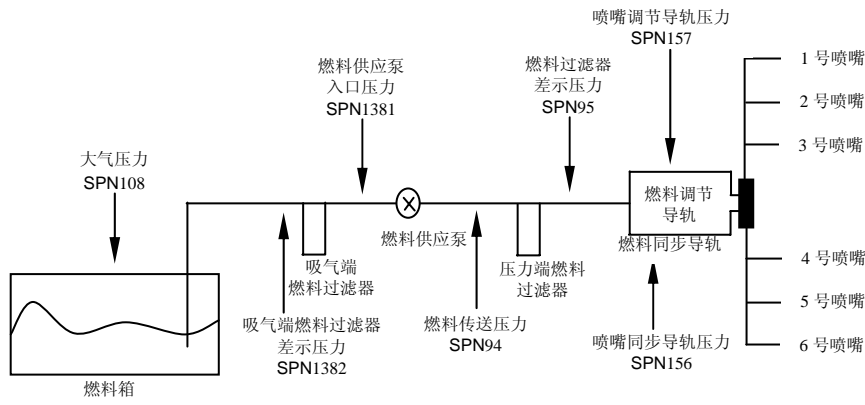 喷嘴调节导轨压力
SPN157
燃料供应泵
入口压力
SPN1381
燃料过滤器
差示压力
SPN95
1 号喷嘴
2 号喷嘴
3 号喷嘴
大气压力
SPN108
燃料调节
导轨
燃料供应泵
燃料同步导轨
吸气端
燃料过滤器
压力端燃料
过滤器
4 号喷嘴
5 号喷嘴
6 号喷嘴
吸气端燃料过滤器
差示压力
SPN1382
燃料传送压力
SPN94
喷嘴同步导轨压力
SPN156
燃料箱